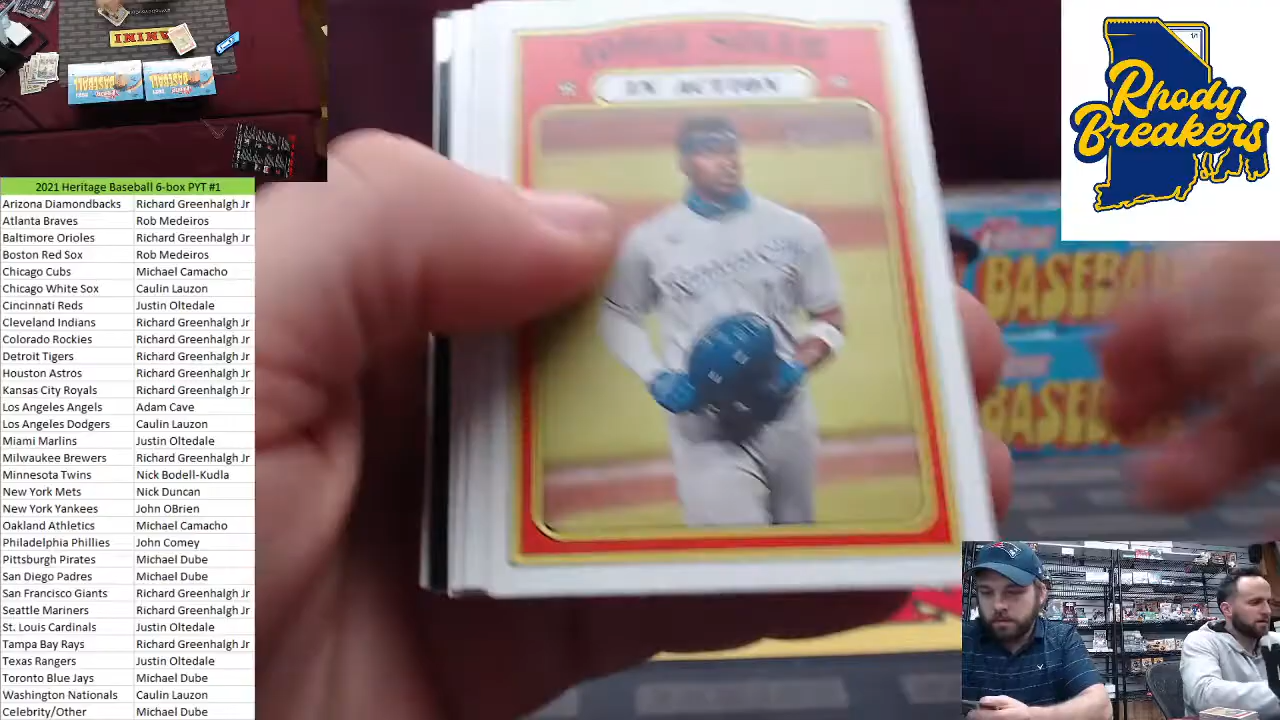 2021 Heritage Baseball 6-box PYT #1
Arizona Diamondbacks Richard Greenhalgh Jr
Atlanta Braves Rob Medeiros
Baltimore Orioles Richard Greenhalgh Jr
Boston Red Sox Rob Medeiros
Chicago Cubs Michael Camacho
Chicago White Sox Caulin Lauzon
Cincinnati Reds Justin Oltedale
Cleveland Indians Richard Greenhalgh Jr
Colorado Rockies Richard Greenhalgh Jr
Detroit Tigers Richard Greenhalgh Jr
Houston Astros Richard Greenhalgh Jr
Kansas City Royals Richard Greenhalgh Jr
Los Angeles Angels Adam Cave
Los Angeles Dodgers Caulin Lauzon
Miami Marlins Justin Oltedale
Milwaukee Brewers Richard Greenhalgh Jr
Minnesota Twins Nick Bodell-Kudla
New York Mets Nick Duncan
New York Yankees John OBrien
Oakland Athletics Michael Camacho
Philadelphia Phillies John Comey
Pittsburgh Pirates Michael Dube
San Diego Padres Michael Dube
San Francisco Giants Richard Greenhalgh Jr
Seattle Mariners Richard Greenhalgh Jr
St. Louis Cardinals Justin Oltedale
Tampa Bay Rays Richard Greenhalgh Jr
Texas Rangers Justin Oltedale
Toronto Blue Jays Michael Dube
Washington Nationals Caulin Lauzon
Celebrity/Other Michael Dube
IN ACTION
1/1
Rhody
Breakers
BASEBALL
BASEBALL
MINI
BASEBALL
BASEBALL